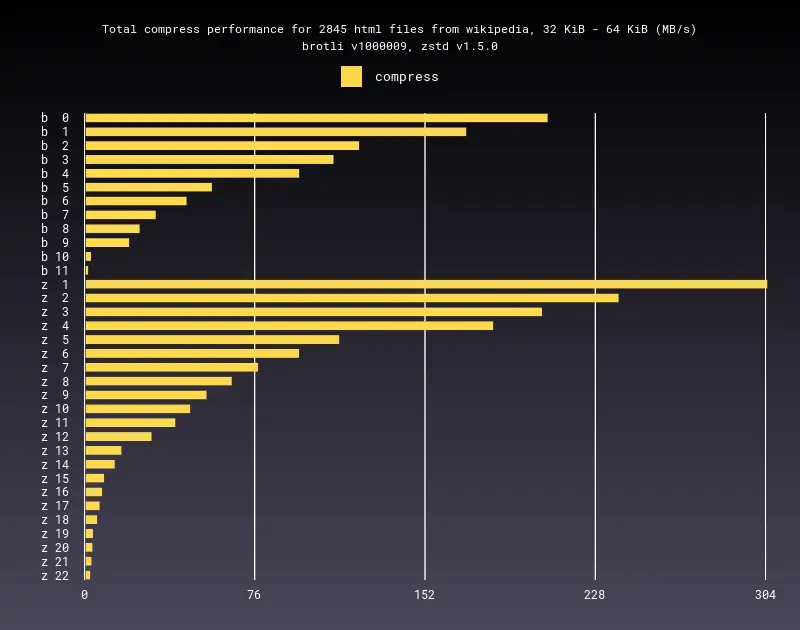 Total compress performance for 2845 html files from wikipedia, 32 KiB - 64 KiB (MB/s)
brotli v1000009, zstd v1.5.0
compress
b 0
b 1
b 2
b 3
b 4
b 5
b 6
b 7
b 8
b 9
b 10
b 11
z 1
z 2
z 3
z 4
z 5
z 6
z 7
z 8
z 9
z 10
z 11
z 12
z 13
z 14
z 15
z 16
z 17
z 18
z 19
z 20
z 21
z 22
0 76 152 228 304